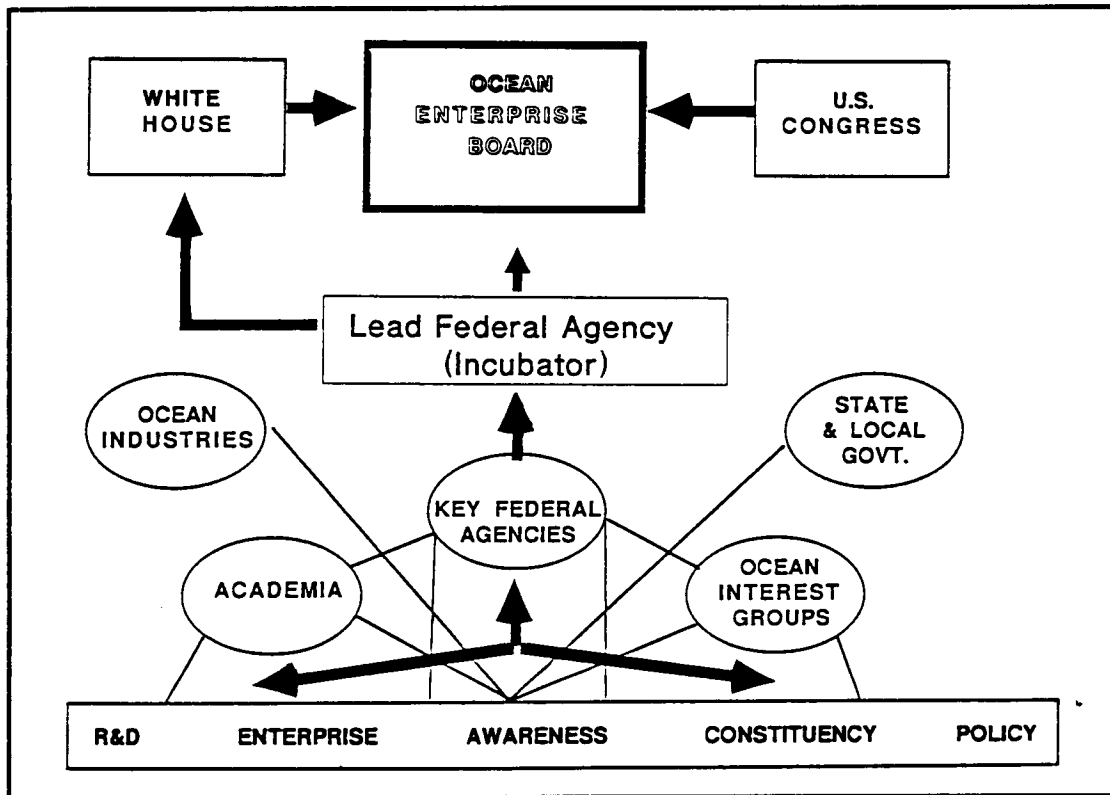 WHITE
HOUSE
OCEAN
ENTERPRISE
BOARD
U.S.
CONGRESS
Lead Federal Agency
(Incubator)
OCEAN
INDUSTRIES
STATE
& LOCAL
GOVT.
KEY FEDERAL
AGENCIES
ACADEMIA
OCEAN
INTEREST
GROUPS
R&D ENTERPRISE AWARENESS CONSTITUENCY POLICY